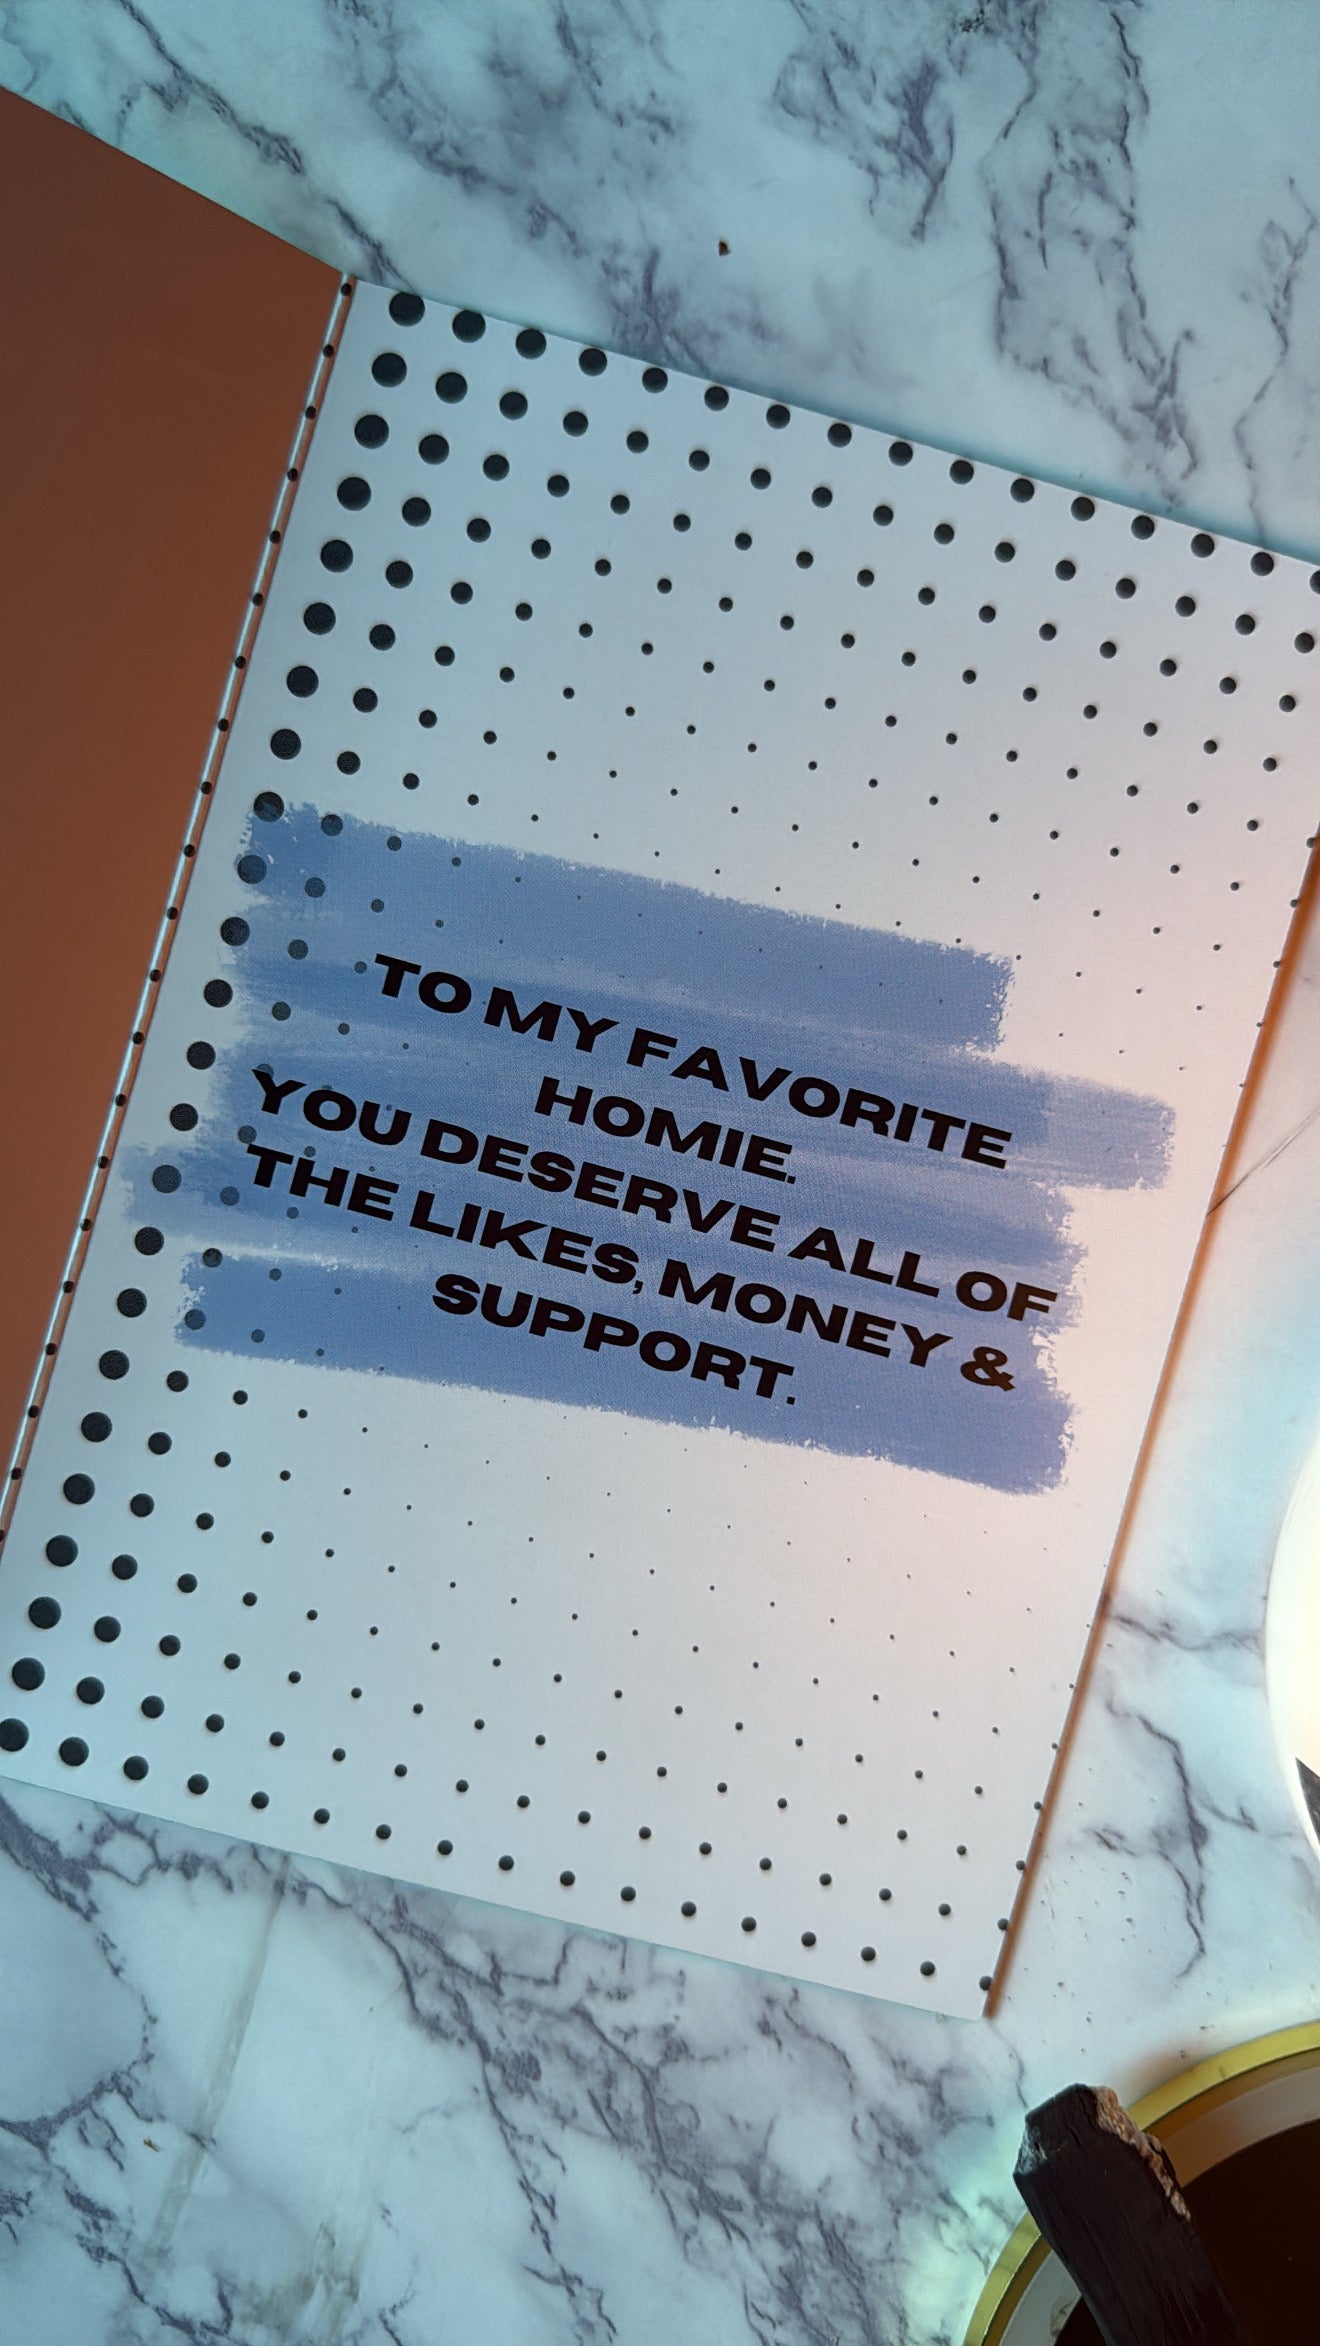 TO MY FAVORITE
HOMIE.
YOU DESERVE ALL OF
THE LIKES, MONEY &
SUPPORT.